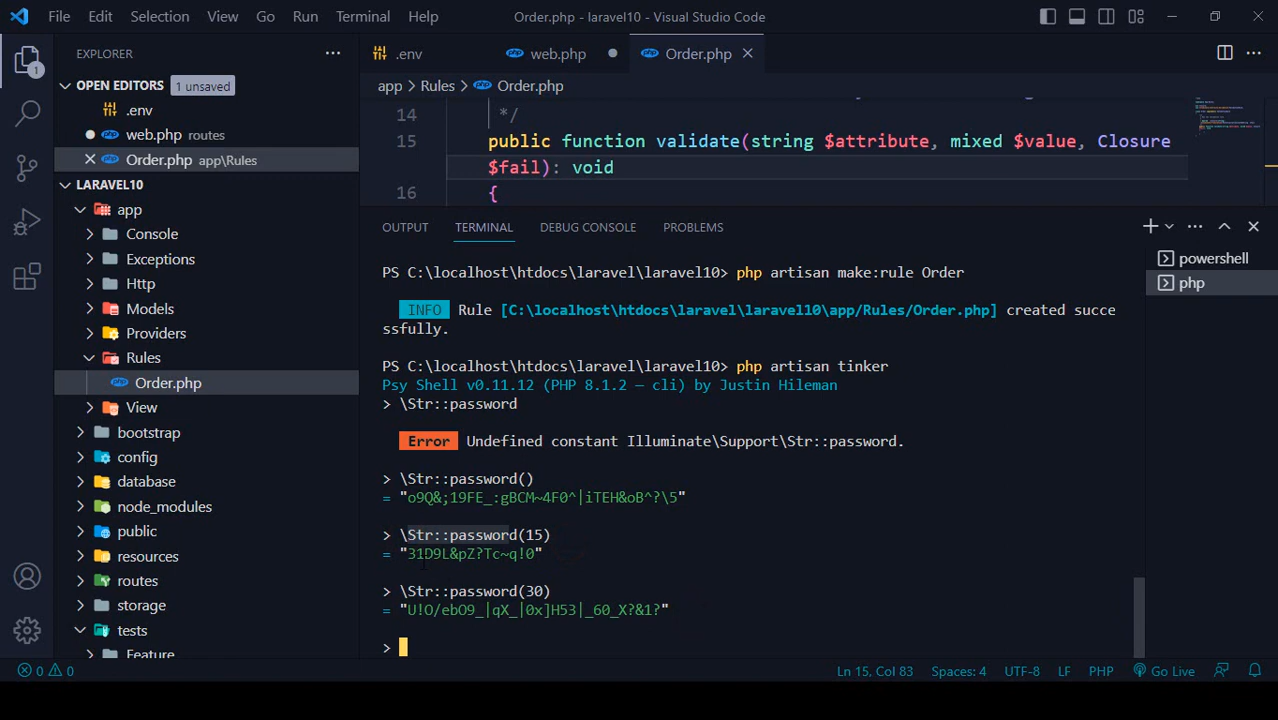 File Edit Selection View Go Run Terminal Help Order.php - laravel10 - Visual Studio Code
EXPLORER
OPEN EDITORS 1 unsaved
.env
web.php routes
Order.php app\Rules
LARAVEL10
app
Console
Exceptions
Http
Models
Providers
Rules
Order.php
View
bootstrap
config
database
node_modules
public
resources
routes
storage
tests
Feature
1
.env web.php Order.php
app > Rules > Order.php
14 */
15 public function validate(string $attribute, mixed $value, Closure
$fail): void
16 {
OUTPUT TERMINAL DEBUG CONSOLE PROBLEMS
PS C:\localhost\htdocs\laravel\laravel10> php artisan make:rule Order
INFO Rule [C:\localhost\htdocs\laravel\laravel10\app/Rules/Order.php] created succe
ssfully.
PS C:\localhost\htdocs\laravel\laravel10> php artisan tinker
Psy Shell v0.11.12 (PHP 8.1.2 — cli) by Justin Hileman
> \Str::password
Error Undefined constant Illuminate\Support\Str::password.
> \Str::password()
= "o9Q&;19FE_:gBCM~4F0^|iTEH&oB^?\5"
> \Str::password(15)
= "31D9L&pZ?Tc~q!0"
> \Str::password(30)
= "U!O/ebO9_|qX_|0x]H53|_60_X?&1?"
>
powershell
php
0 0 Ln 15, Col 83 Spaces: 4 UTF-8 LF PHP Go Live